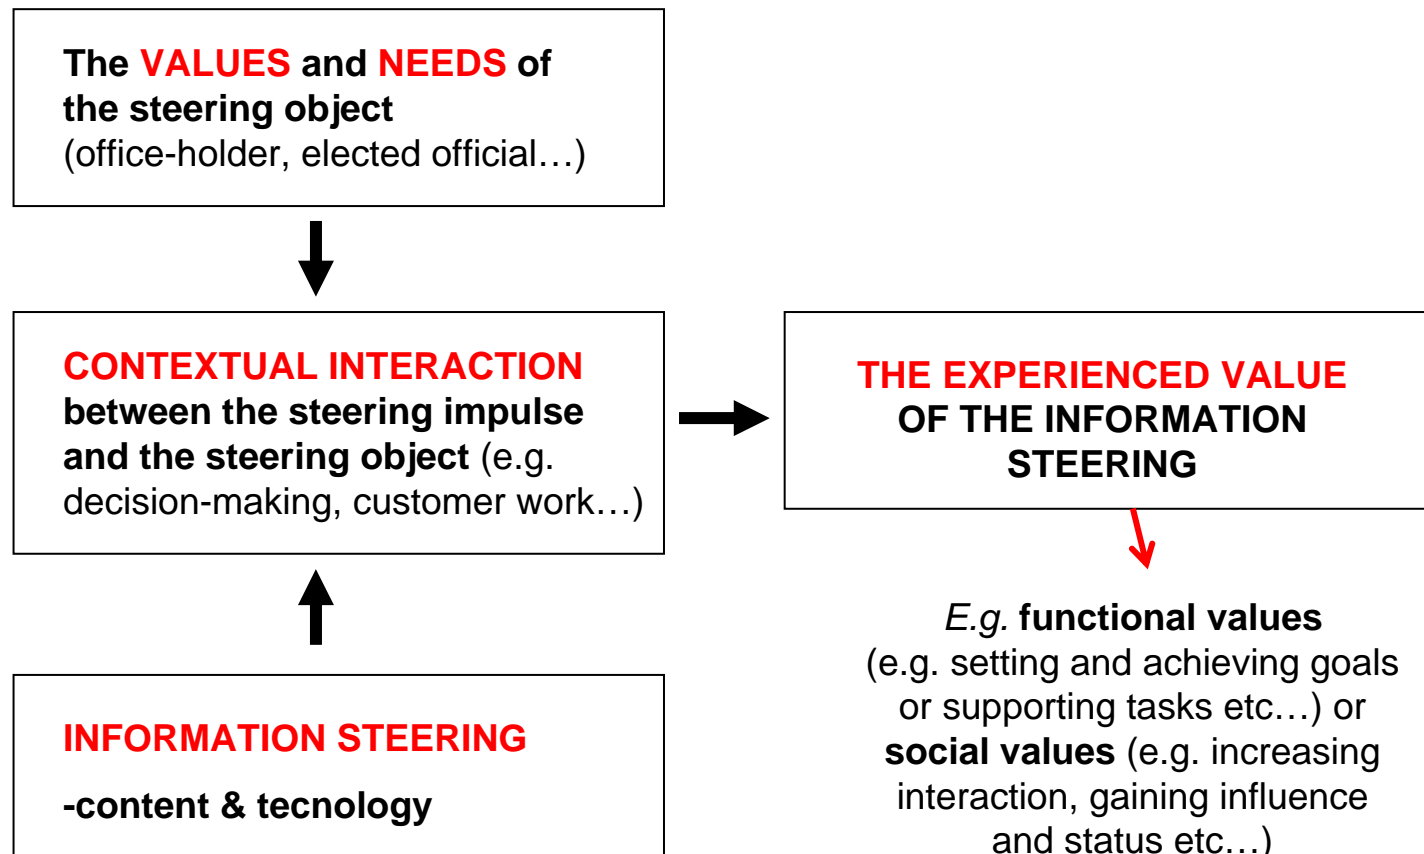 The VALUES and NEEDS of
the steering object
(office-holder, elected official…)
CONTEXTUAL INTERACTION
between the steering impulse
and the steering object (e.g.
decision-making, customer work…)
THE EXPERIENCED VALUE
OF THE INFORMATION
STEERING
INFORMATION STEERING
-content & tecnology
E.g. functional values
(e.g. setting and achieving goals
or supporting tasks etc…) or
social values (e.g. increasing
interaction, gaining influence
and status etc…)